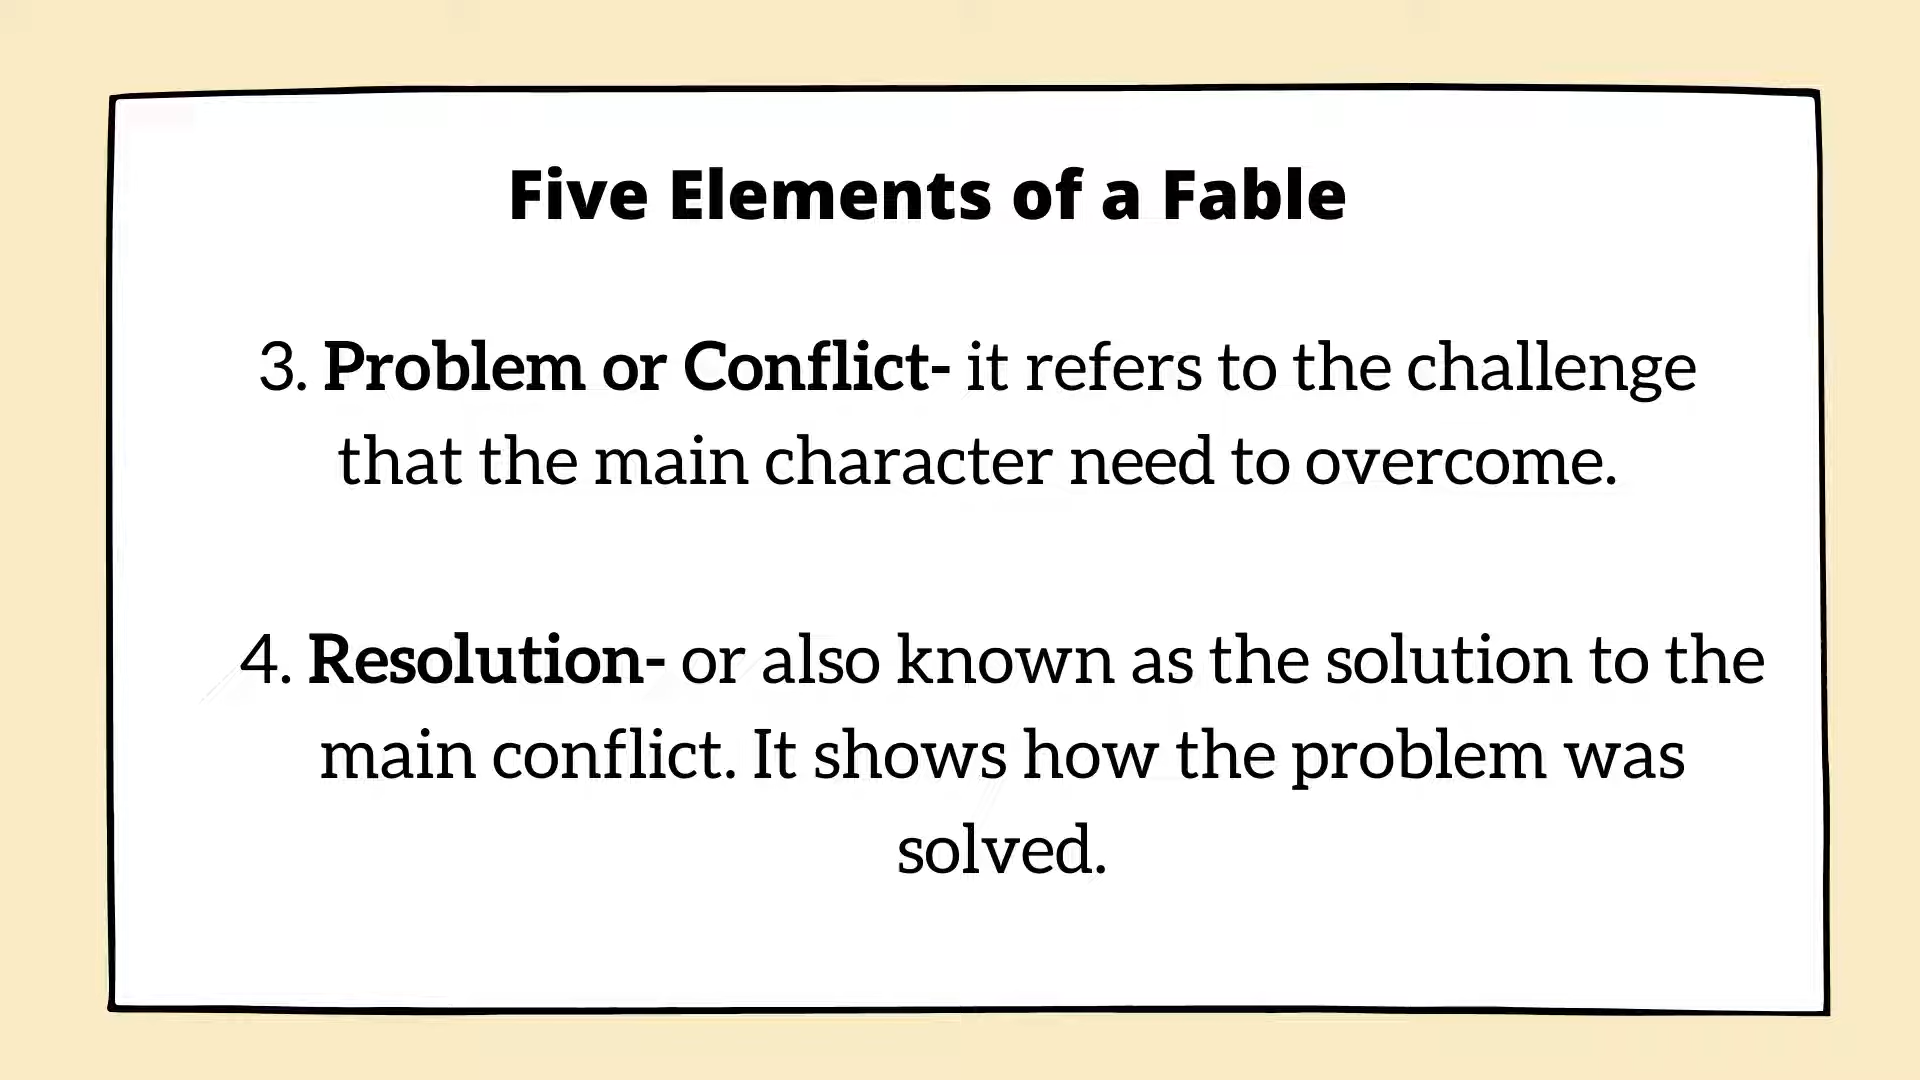 Five Elements of a Fable
3. Problem or Conflict- it refers to the challenge
that the main character need to overcome.
4. Resolution- or also known as the solution to the
main conflict. It shows how the problem was
solved.